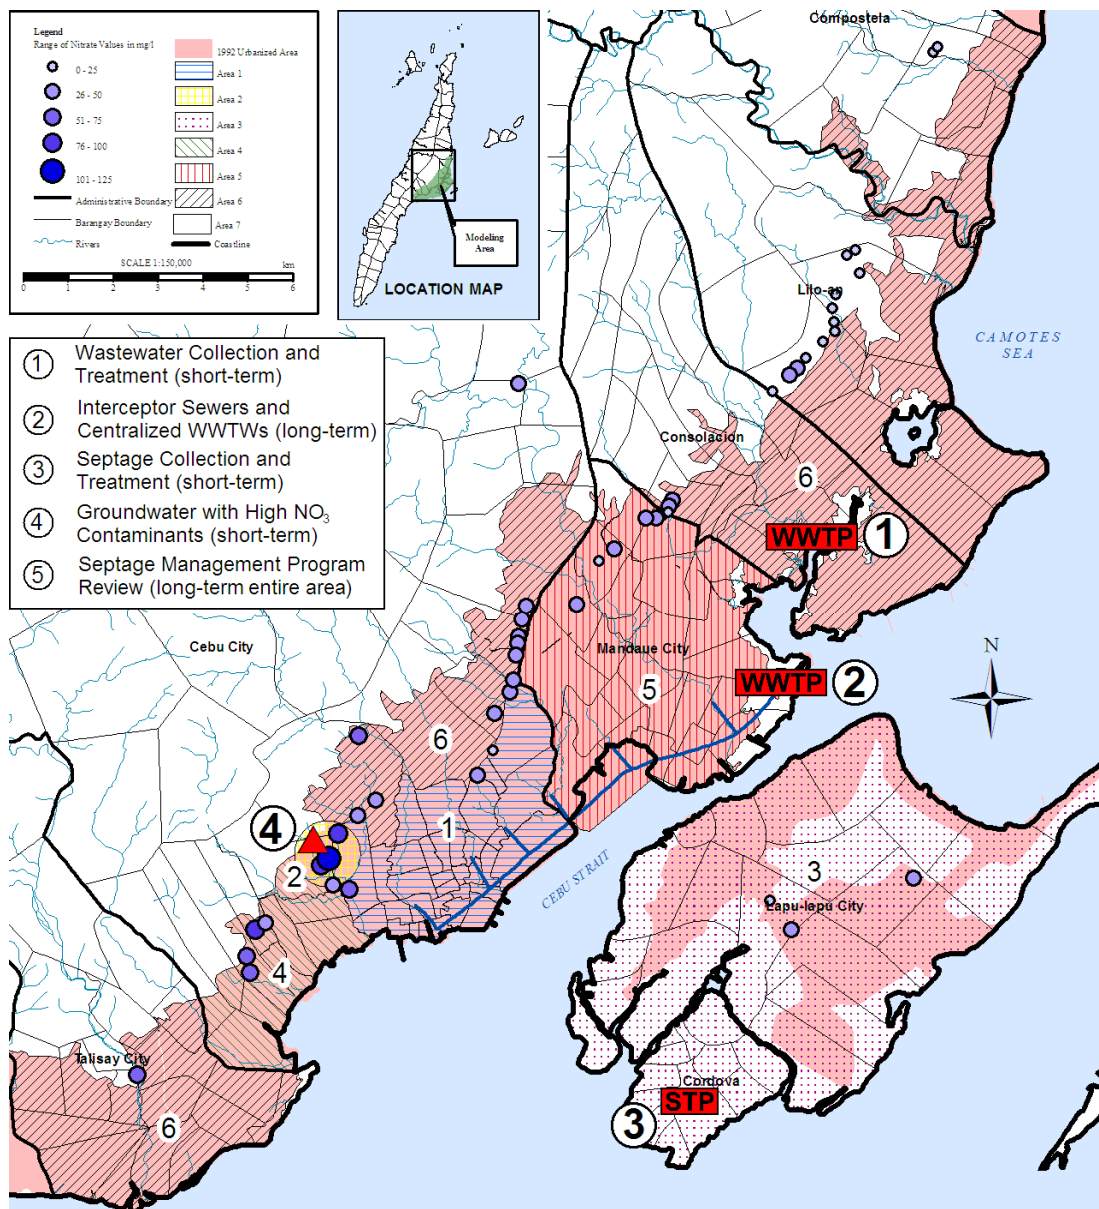 Legend
Range of Nitrate Values in mg/l
0 - 25
26 - 50
51 - 75
76 - 100
101 - 125
Administrative Boundary
Barangay Boundary
Rivers
1992 Urbanized Area
Area 1
Area 2
Area 3
Area 4
Area 5
Area 6
Area 7
Coastline
SCALE 1:150,000
km
0 1 2 3 4 5 6
Modeling
Area
LOCATION MAP
1 Wastewater Collection and
Treatment (short-term)
2 Interceptor Sewers and
Centralized WWTWs (long-term)
3 Septage Collection and
Treatment (short-term)
4 Groundwater with High NO3
Contaminants (short-term)
5 Septage Management Program
Review (long-term entire area)
Compostela
Lilo-an
CAMOTES
SEA
Consolacion
6
WWTP 1
Cebu City
Mandaue City
5
WWTP 2
N
6
4
1
2
CEBU STRAIT
3
Lapu-lapu City
4
Talisay City
6
Cordova
STP
3